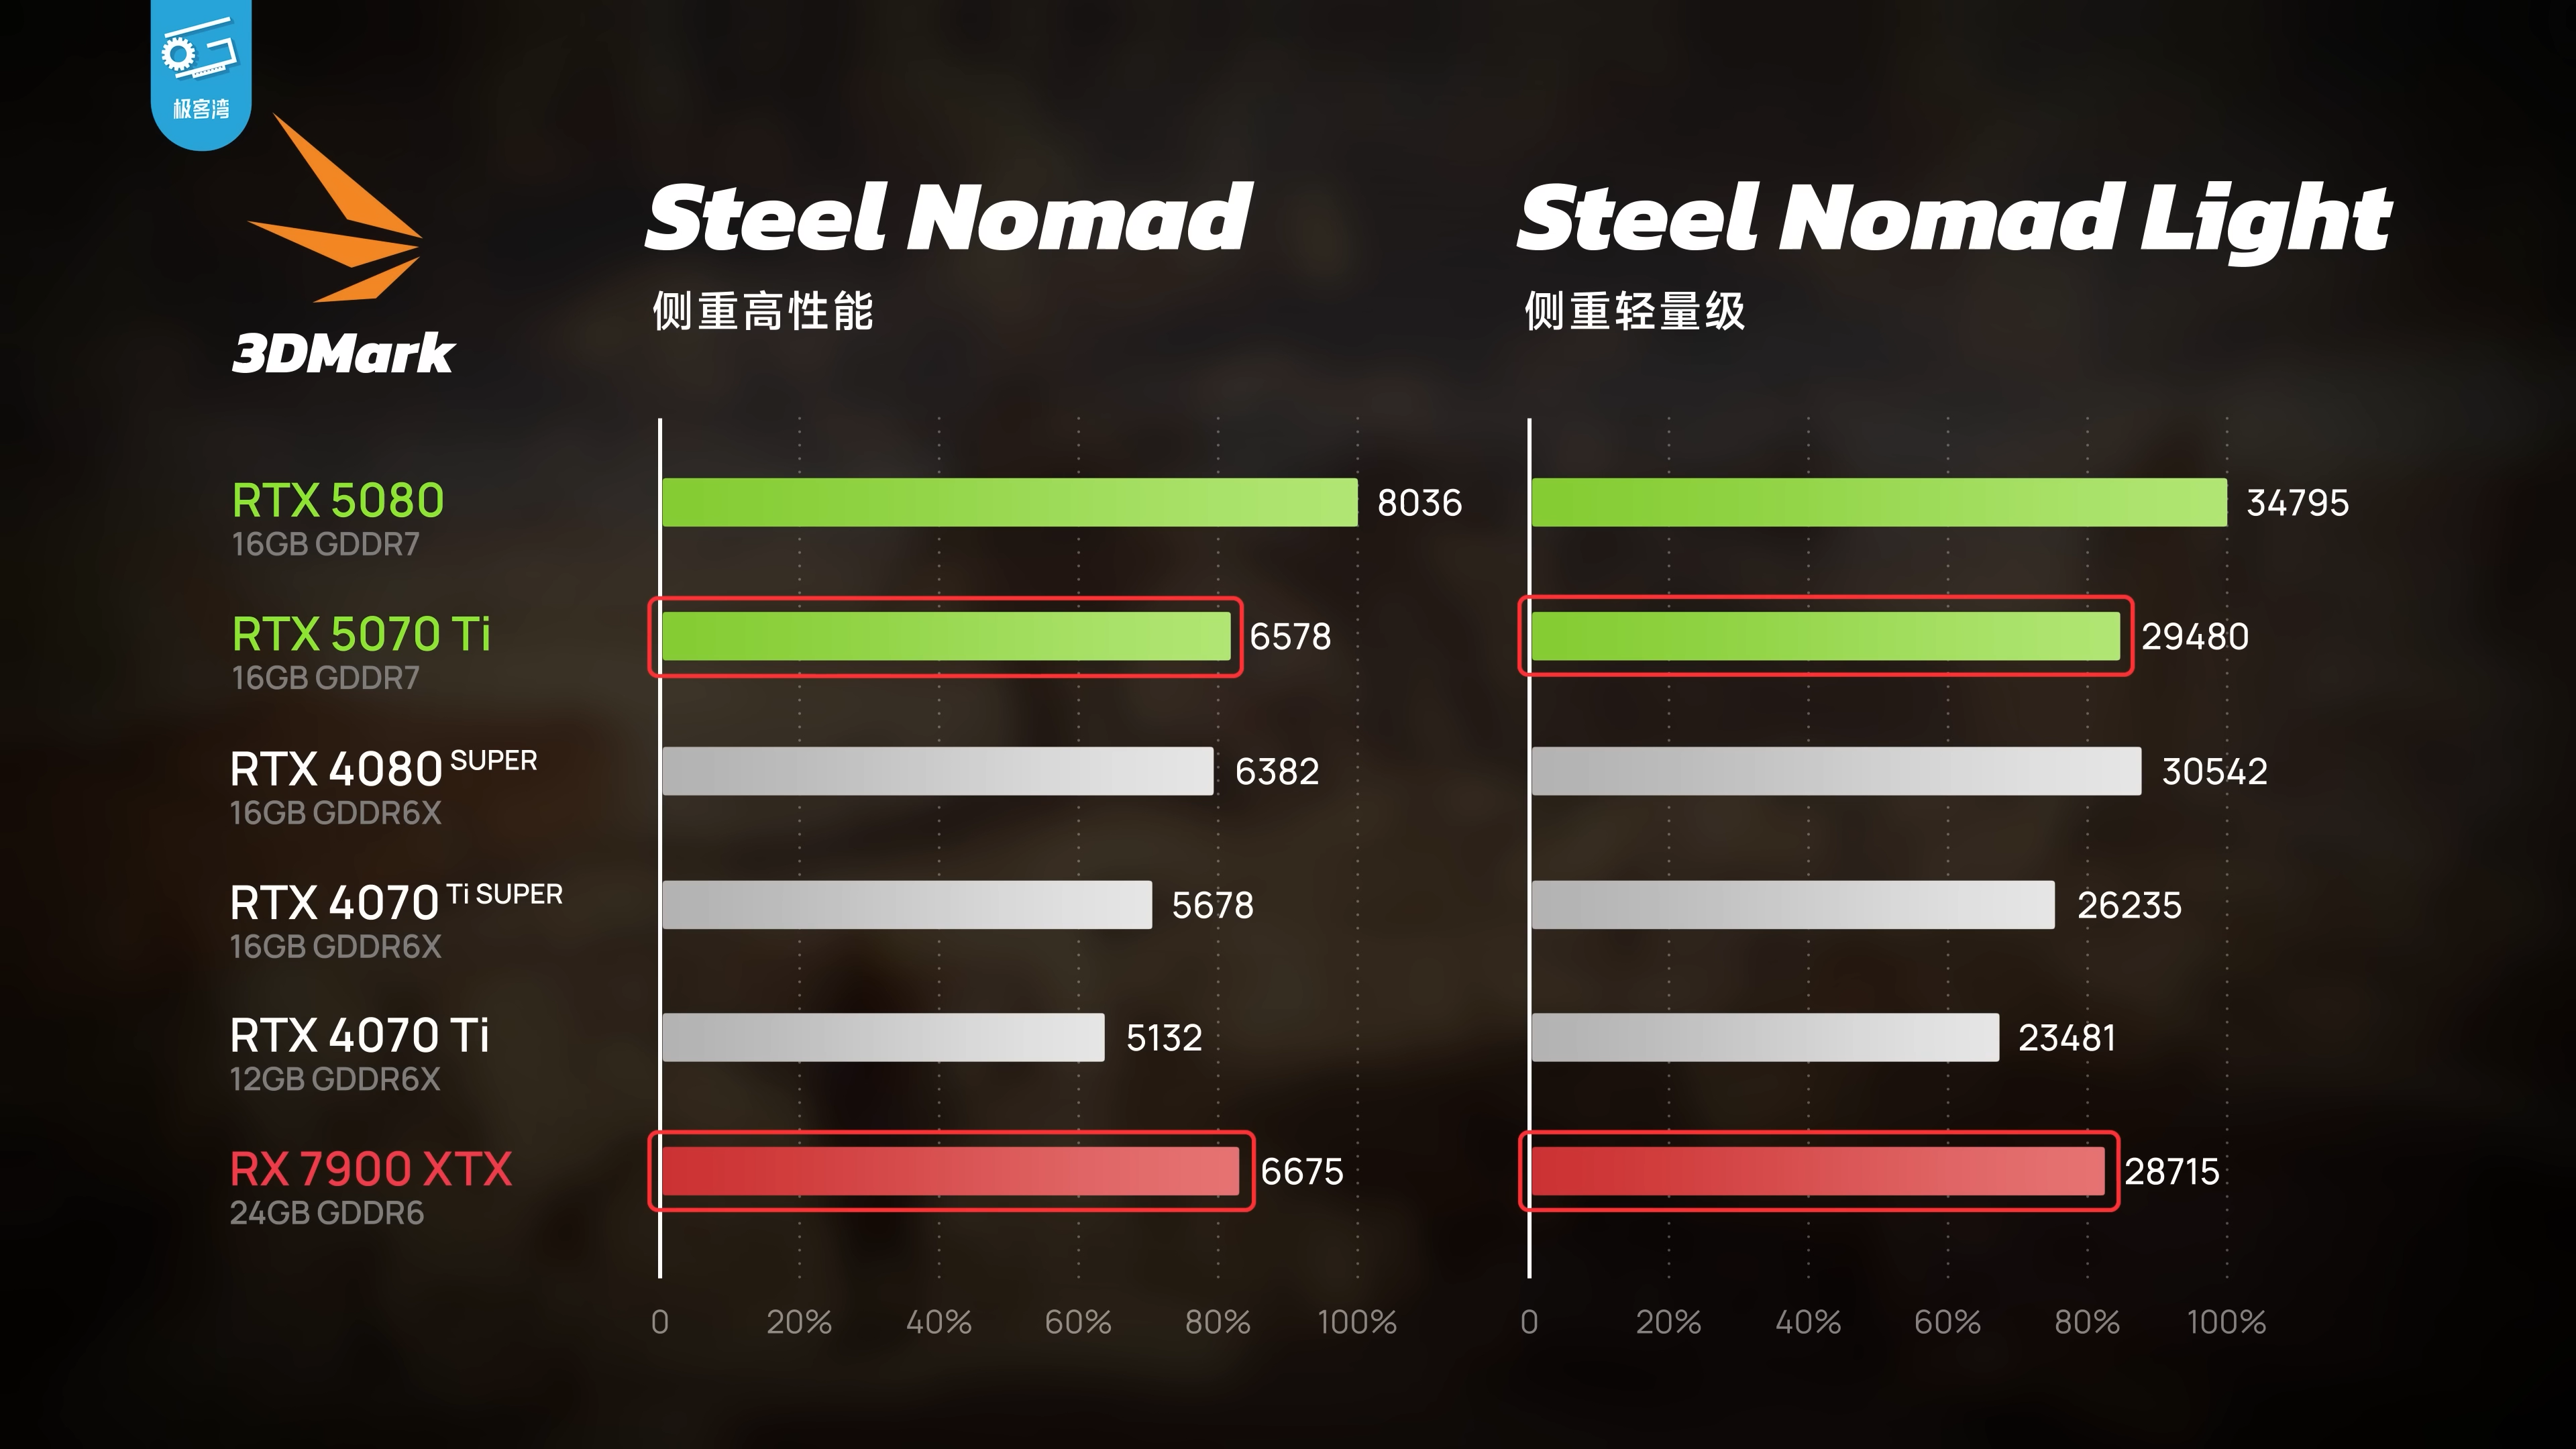 极客湾
3DMark
Steel Nomad
侧重高性能
Steel Nomad Light
侧重轻量级
RTX 5080
16GB GDDR7
8036
34795
RTX 5070 Ti
16GB GDDR7
6578
29480
RTX 4080 SUPER
16GB GDDR6X
6382
30542
RTX 4070 Ti SUPER
16GB GDDR6X
5678
26235
RTX 4070 Ti
12GB GDDR6X
5132
23481
RX 7900 XTX
24GB GDDR6
6675
28715
0 20% 40% 60% 80% 100%
0 20% 40% 60% 80% 100%